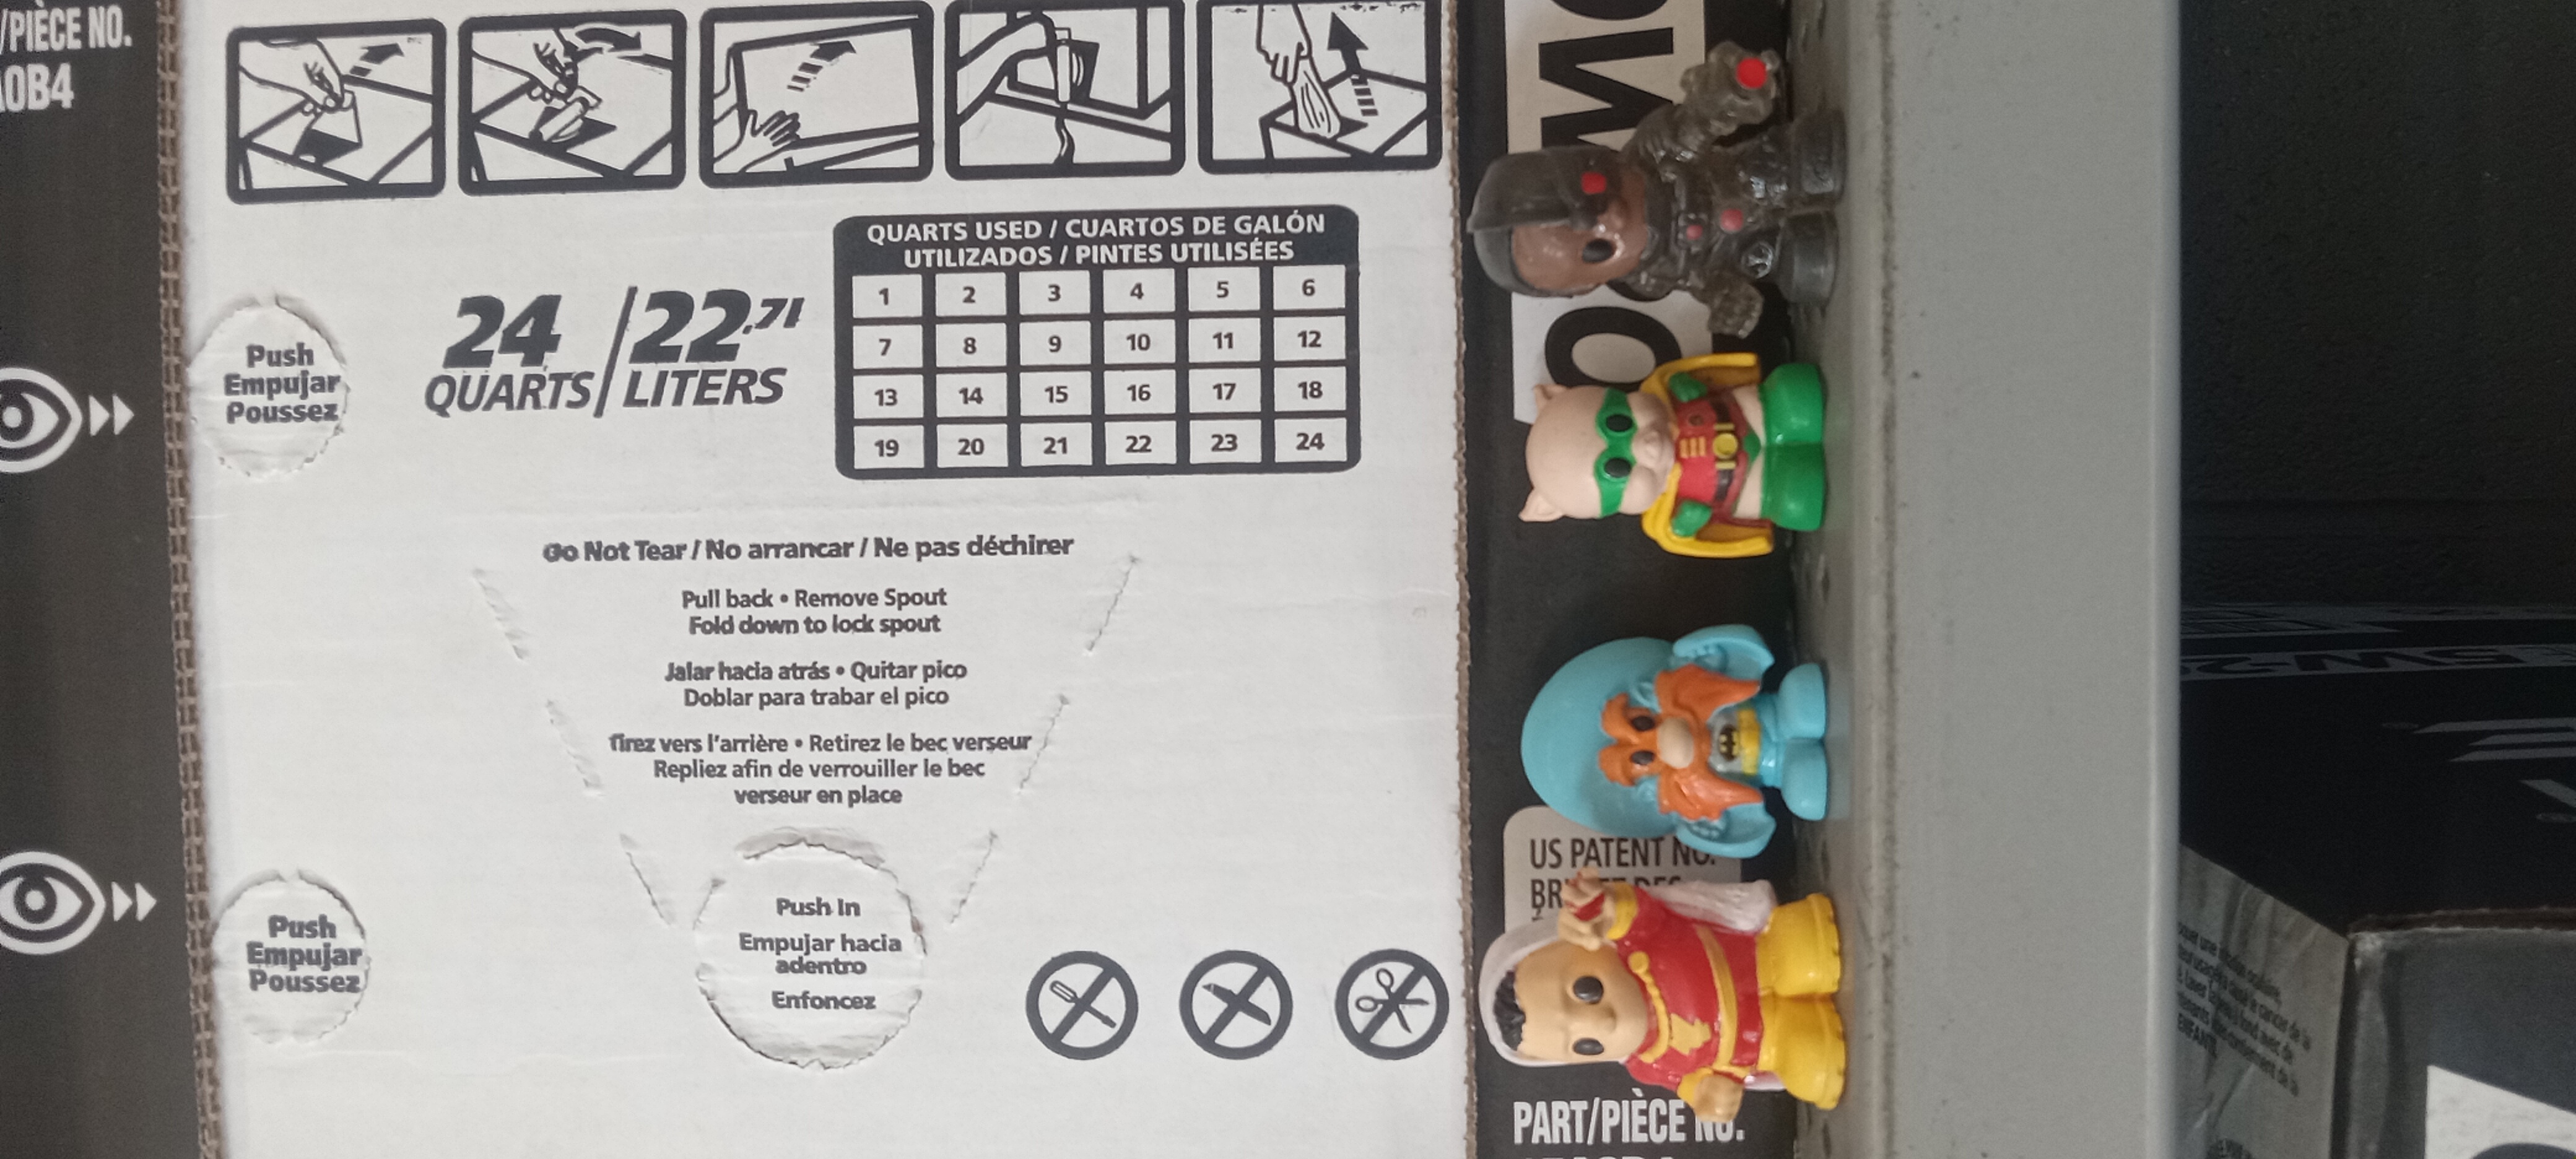 /PIÈCE NO.
A0B4
QUARTS USED / CUARTOS DE GALÓN
UTILIZADOS / PINTES UTILISÉES
1 2 3 4 5 6
7 8 9 10 11 12
13 14 15 16 17 18
19 20 21 22 23 24
24 / 22.71
QUARTS / LITERS
Push
Empujar
Poussez
Do Not Tear / No arrancar / Ne pas déchirer
Pull back • Remove Spout
Fold down to lock spout
Jalar hacia atrás • Quitar pico
Doblar para trabar el pico
Tirez vers l'arrière • Retirez le bec verseur
Repliez afin de verrouiller le bec
verseur en place
Push
Empujar
Poussez
Push In
Empujar hacia
adentro
Enfoncez
US PATENT NO.
PART/PIÈCE NO.
5W-2